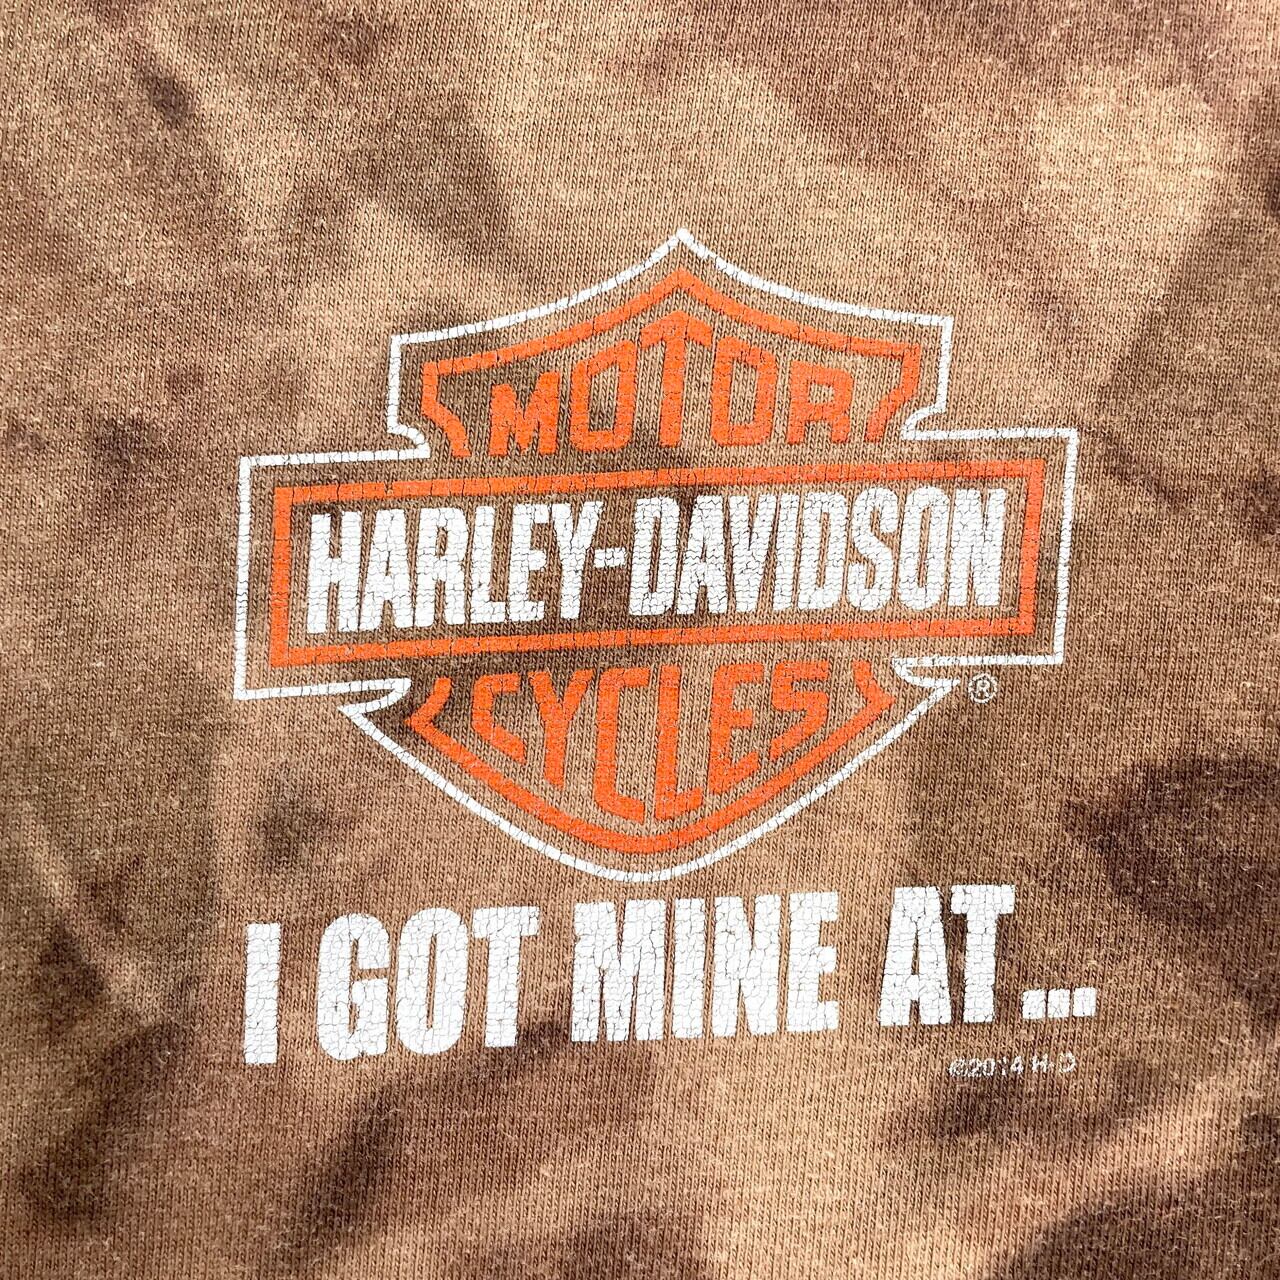 MOTOR
HARLEY-DAVIDSON
CYCLES
®
I GOT MINE AT...
©2014 H-D